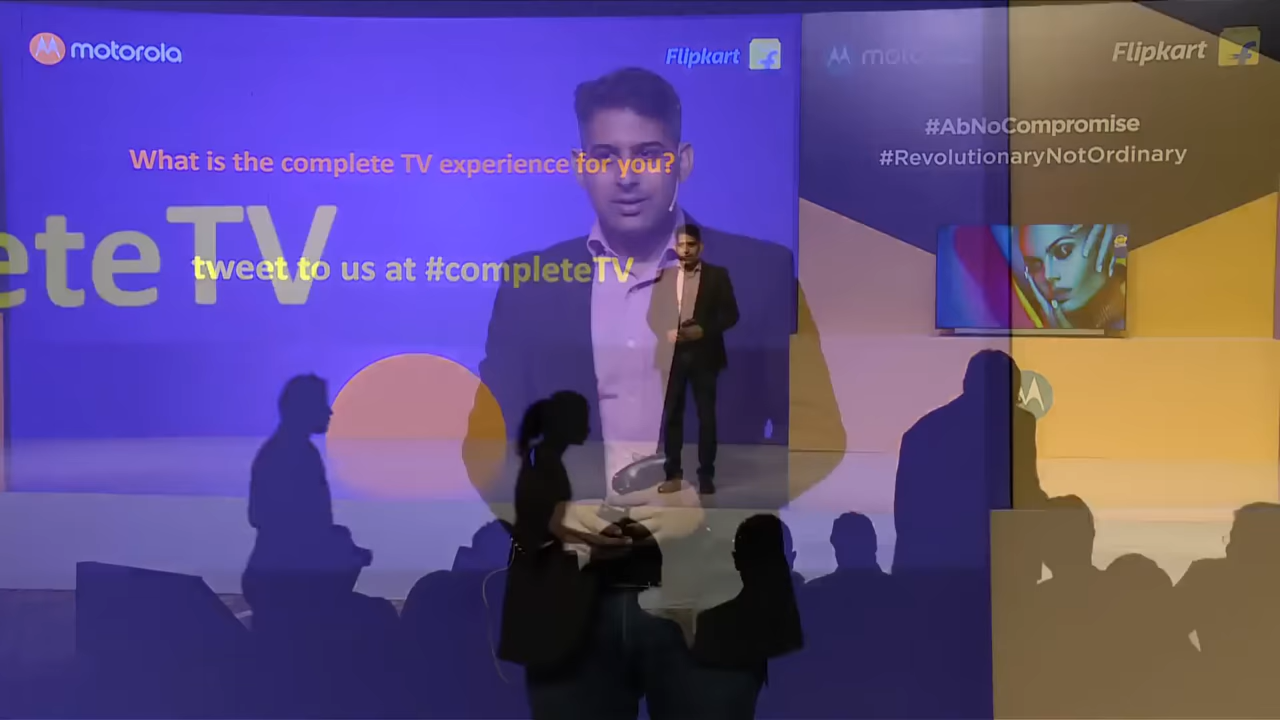 motorola
Flipkart
moto
Flipkart
#AbNoCompromise
#RevolutionaryNotOrdinary
What is the complete TV experience for you?
eteTV
tweet to us at #completeTV